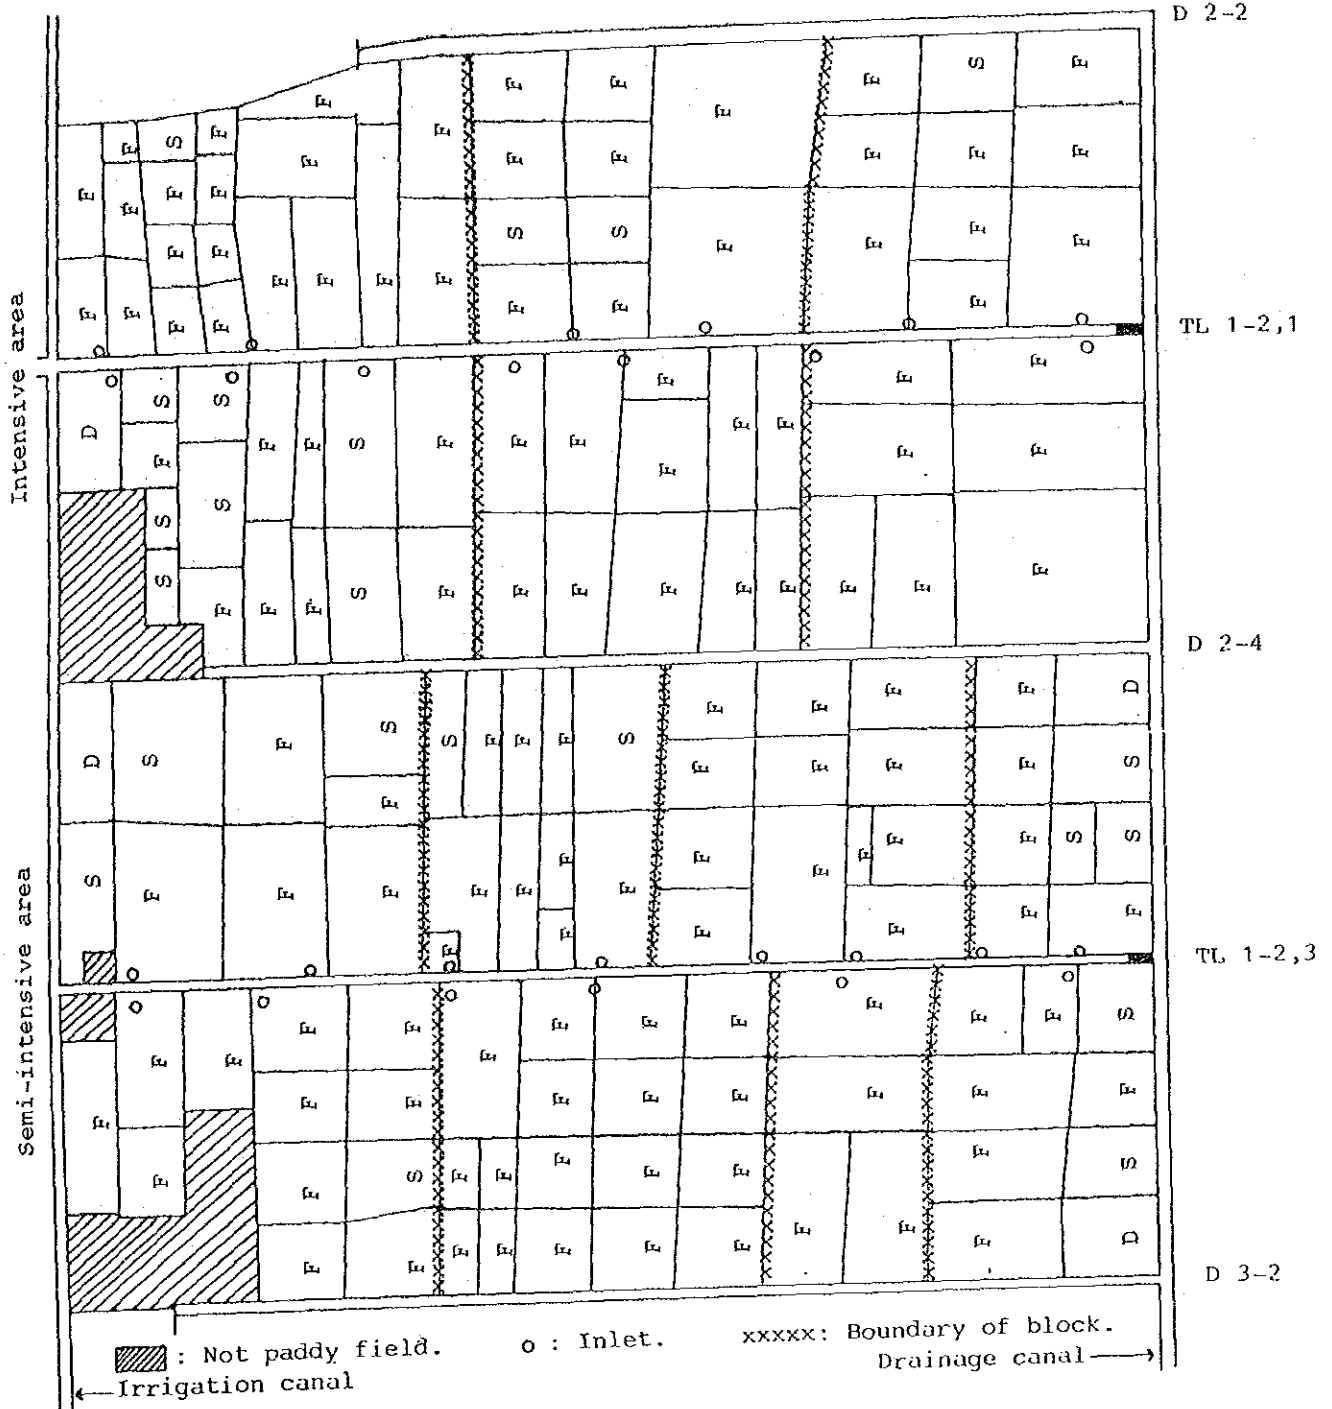 D 2-2
F F S F
F F F
F S F F F F F F F
F F F F
F F F F F F F F
F F S S F F F
F F F F F F F F F F F F
Intensive area
TL 1-2,1
D S S F F S F F F F F F F F F
F S F F F
S
S F F F S F F F F F F F F F
D 2-4
D S F S S F F F S F F F F D
F F F F F S
S F F F F F F F F F F F F S S
F F F F F F
Semi-intensive area
TL 1-2,3
F F F F F F F F F F F F S
F F F F F F F F F
F F S F F F F F F S
F F F F F F F F F F F D
D 3-2
: Not paddy field.
o : Inlet.
xxxxx: Boundary of block.
Irrigation canal
Drainage canal